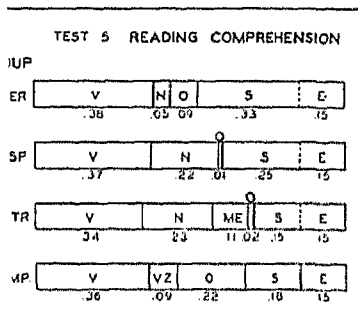 TEST 5 READING COMPREHENSION
UP
ER V N O S E
.38 .05 .09 .33 .15
O
SP V N S E
.37 .22 .01 .25 .15
O
TR V N ME S E
.34 23 11 .02 .15 15
MP. V VZ O S E
.36 .09 .22 .18 .15